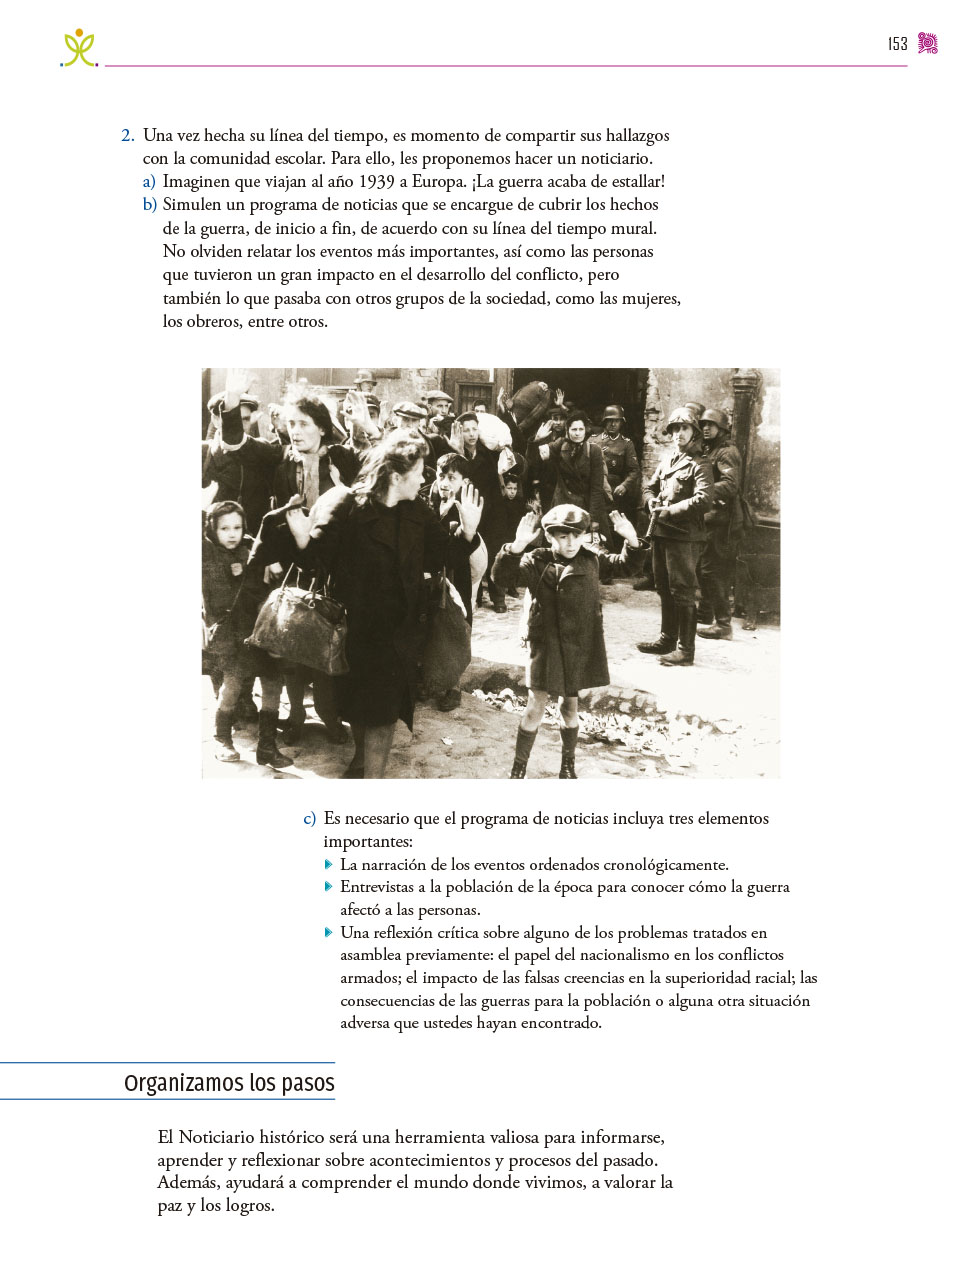 153
2. Una vez hecha su línea del tiempo, es momento de compartir sus hallazgos
con la comunidad escolar. Para ello, les proponemos hacer un noticiario.
a) Imaginen que viajan al año 1939 a Europa. ¡La guerra acaba de estallar!
b) Simulen un programa de noticias que se encargue de cubrir los hechos
de la guerra, de inicio a fin, de acuerdo con su línea del tiempo mural.
No olviden relatar los eventos más importantes, así como las personas
que tuvieron un gran impacto en el desarrollo del conflicto, pero
también lo que pasaba con otros grupos de la sociedad, como las mujeres,
los obreros, entre otros.
c) Es necesario que el programa de noticias incluya tres elementos
importantes:
La narración de los eventos ordenados cronológicamente.
Entrevistas a la población de la época para conocer cómo la guerra
afectó a las personas.
Una reflexión crítica sobre alguno de los problemas tratados en
asamblea previamente: el papel del nacionalismo en los conflictos
armados; el impacto de las falsas creencias en la superioridad racial; las
consecuencias de las guerras para la población o alguna otra situación
adversa que ustedes hayan encontrado.
Organizamos los pasos
El Noticiario histórico será una herramienta valiosa para informarse,
aprender y reflexionar sobre acontecimientos y procesos del pasado.
Además, ayudará a comprender el mundo donde vivimos, a valorar la
paz y los logros.